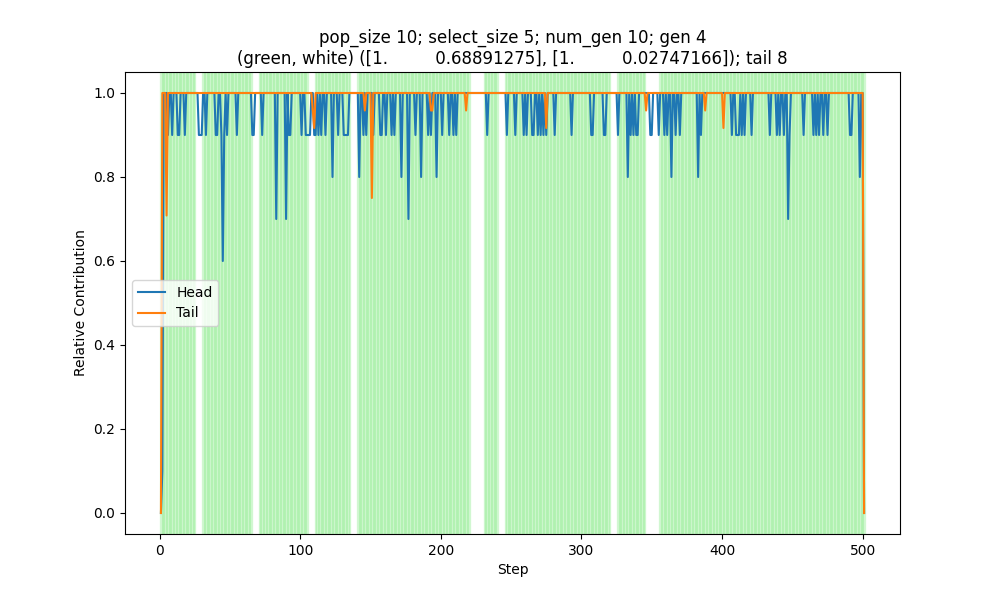 pop_size 10; select_size 5; num_gen 10; gen 4
(green, white) ([1.          0.68891275], [1.          0.02747166]); tail 8
1.0
0.8
0.6
0.4
0.2
0.0
Relative Contribution
Head
Tail
0
100
200
300
400
500
Step